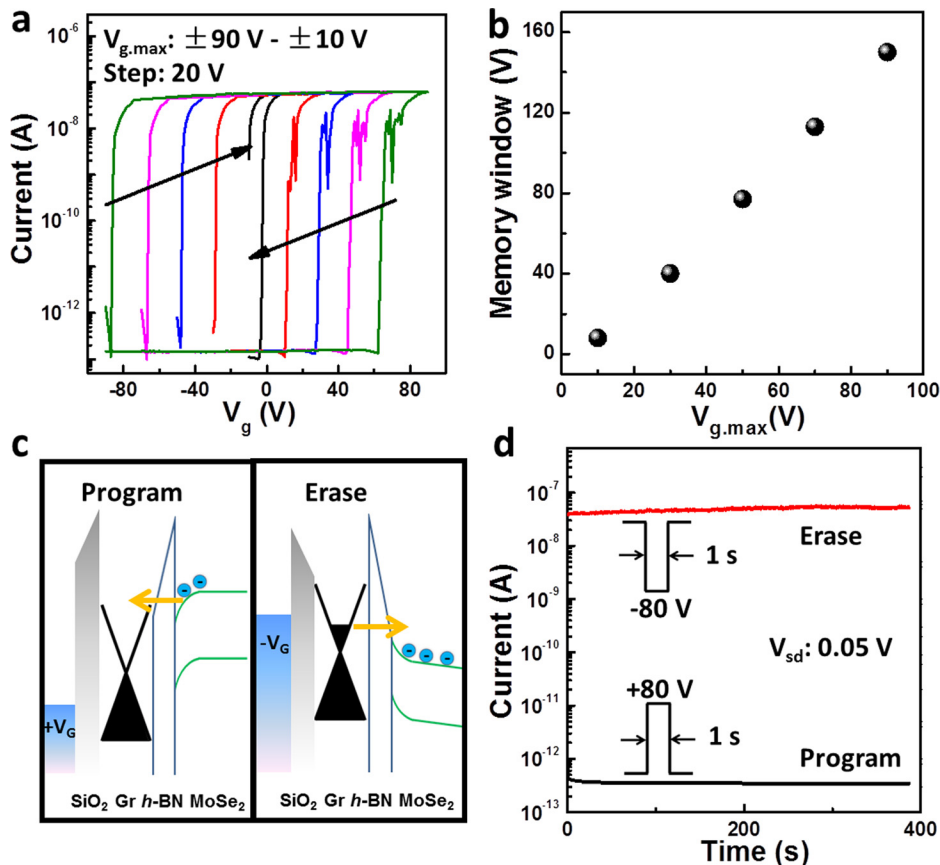 a
V_g.max: ±90 V - ±10 V
Step: 20 V
Current (A)
10^-6
10^-8
10^-10
10^-12
-80 -40 0 40 80
V_g (V)
b
Memory window (V)
160
120
80
40
0
0 20 40 60 80 100
V_g.max(V)
c
Program
+V_G
SiO₂ Gr h-BN MoSe₂
Erase
-V_G
SiO₂ Gr h-BN MoSe₂
d
Current (A)
10^-7
10^-8
10^-9
10^-10
10^-11
10^-12
10^-13
Erase
1 s
-80 V
V_sd: 0.05 V
+80 V
1 s
Program
0 200 400
Time (s)